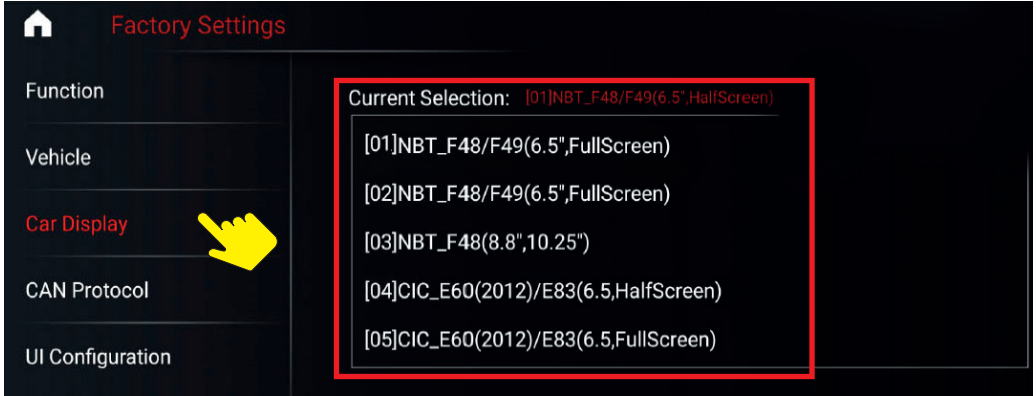 Factory Settings
Function
Vehicle
Car Display
CAN Protocol
UI Configuration
Current Selection: [01]NBT_F48/F49(6.5",HalfScreen)
[01]NBT_F48/F49(6.5",FullScreen)
[02]NBT_F48/F49(6.5",FullScreen)
[03]NBT_F48(8.8",10.25")
[04]CIC_E60(2012)/E83(6.5,HalfScreen)
[05]CIC_E60(2012)/E83(6.5,FullScreen)